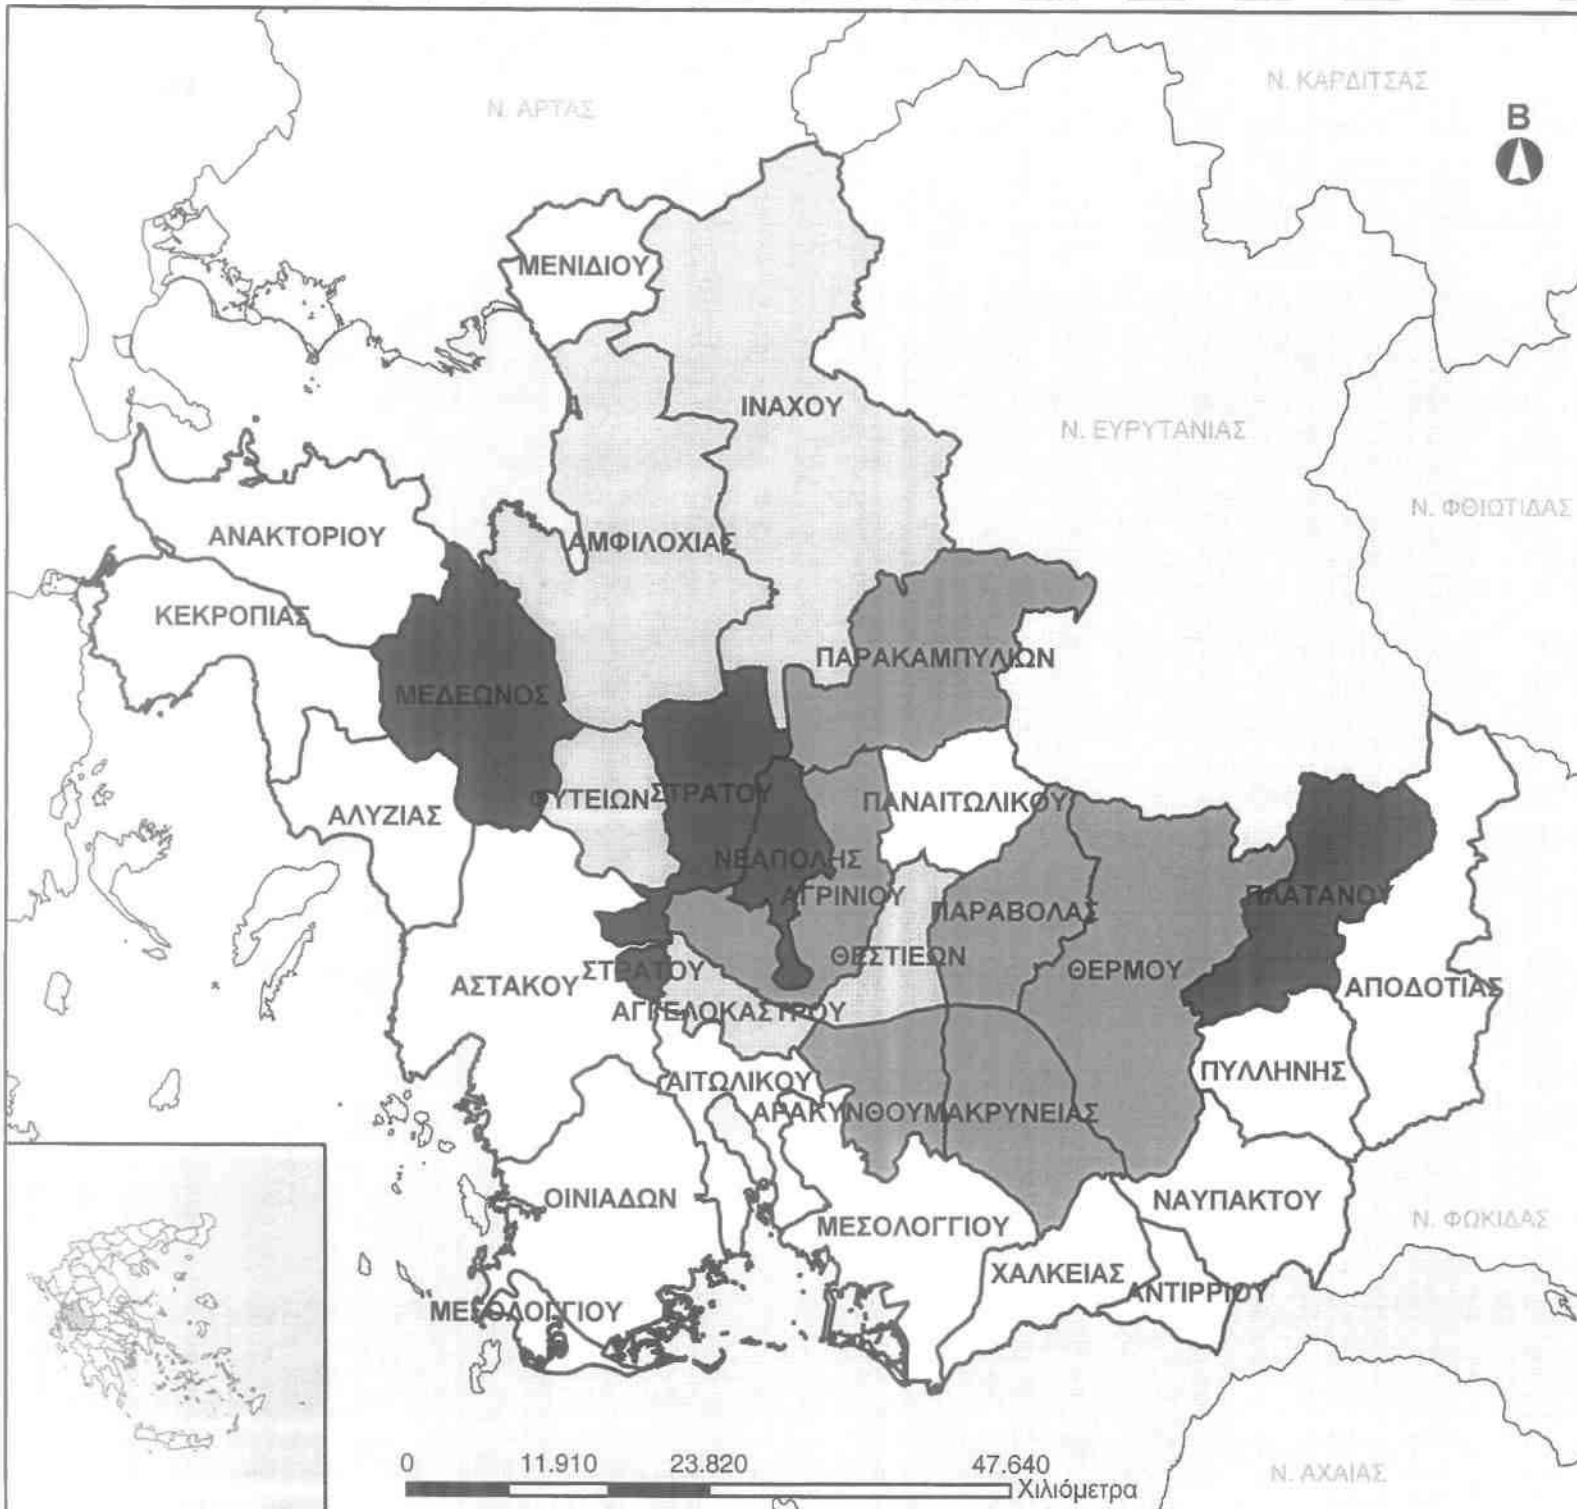 Ν. ΚΑΡΔΙΤΣΑΣ
Ν. ΑΡΤΑΣ
Β
ΜΕΝΙΔΙΟΥ
ΙΝΑΧΟΥ
Ν. ΕΥΡΥΤΑΝΙΑΣ
Ν. ΦΘΙΩΤΙΔΑΣ
ΑΝΑΚΤΟΡΙΟΥ
ΑΜΦΙΛΟΧΙΑΣ
ΚΕΚΡΟΠΙΑΣ
ΠΑΡΑΚΑΜΠΥΛΙΩΝ
ΜΕΔΕΩΝΟΣ
ΦΥΤΕΙΩΝ
ΣΤΡΑΤΟΥ
ΠΑΝΑΙΤΩΛΙΚΟΥ
ΑΛΥΖΙΑΣ
ΝΕΑΠΟΛΗΣ
ΑΓΡΙΝΙΟΥ
ΠΑΡΑΒΟΛΑΣ
ΠΛΑΤΑΝΟΥ
ΘΕΣΤΙΕΩΝ
ΘΕΡΜΟΥ
ΑΣΤΑΚΟΥ
ΣΤΡΑΤΟΥ
ΑΠΟΔΟΤΙΑΣ
ΑΓΓΕΛΟΚΑΣΤΡΟΥ
ΑΙΤΩΛΙΚΟΥ
ΠΥΛΛΗΝΗΣ
ΑΡΑΚΥΝΘΟΥ
ΜΑΚΡΥΝΕΙΑΣ
ΟΙΝΙΑΔΩΝ
ΝΑΥΠΑΚΤΟΥ
ΜΕΣΟΛΟΓΓΙΟΥ
Ν. ΦΩΚΙΔΑΣ
ΧΑΛΚΕΙΑΣ
ΑΝΤΙΡΡΙΟΥ
ΜΕΣΟΛΟΓΓΙΟΥ
0 11.910 23.820 47.640
Χιλιόμετρα
Ν. ΑΧΑΙΑΣ